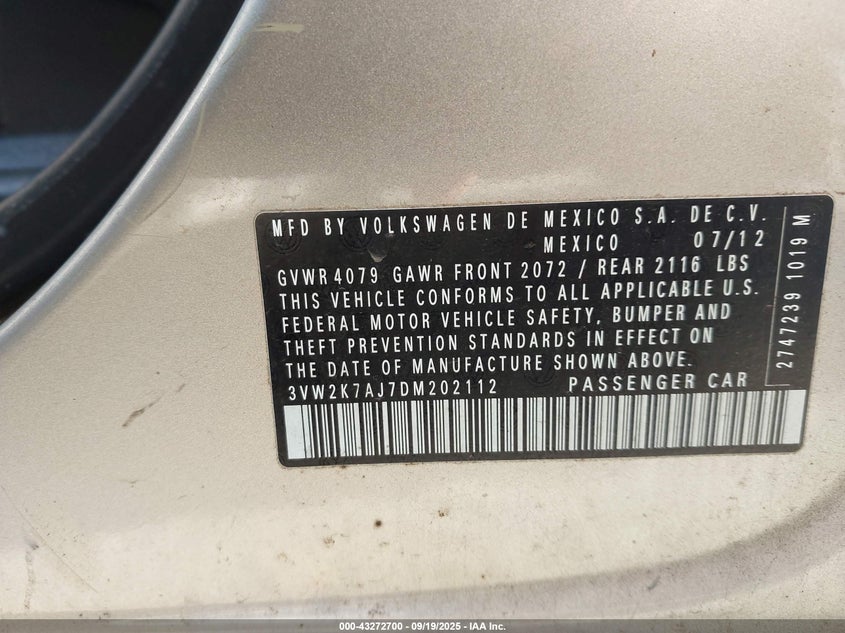 MFD BY VOLKSWAGEN DE MEXICO S.A. DE C.V.
MEXICO 07/12
GVWR 4079 GAWR FRONT 2072 / REAR 2116 LBS
THIS VEHICLE CONFORMS TO ALL APPLICABLE U.S.
FEDERAL MOTOR VEHICLE SAFETY, BUMPER AND
THEFT PREVENTION STANDARDS IN EFFECT ON
THE DATE OF MANUFACTURE SHOWN ABOVE.
3VW2K7AJ7DM202112 PASSENGER CAR
2747239 1019 M
000-43272700 - 09/19/2025 - IAA Inc.